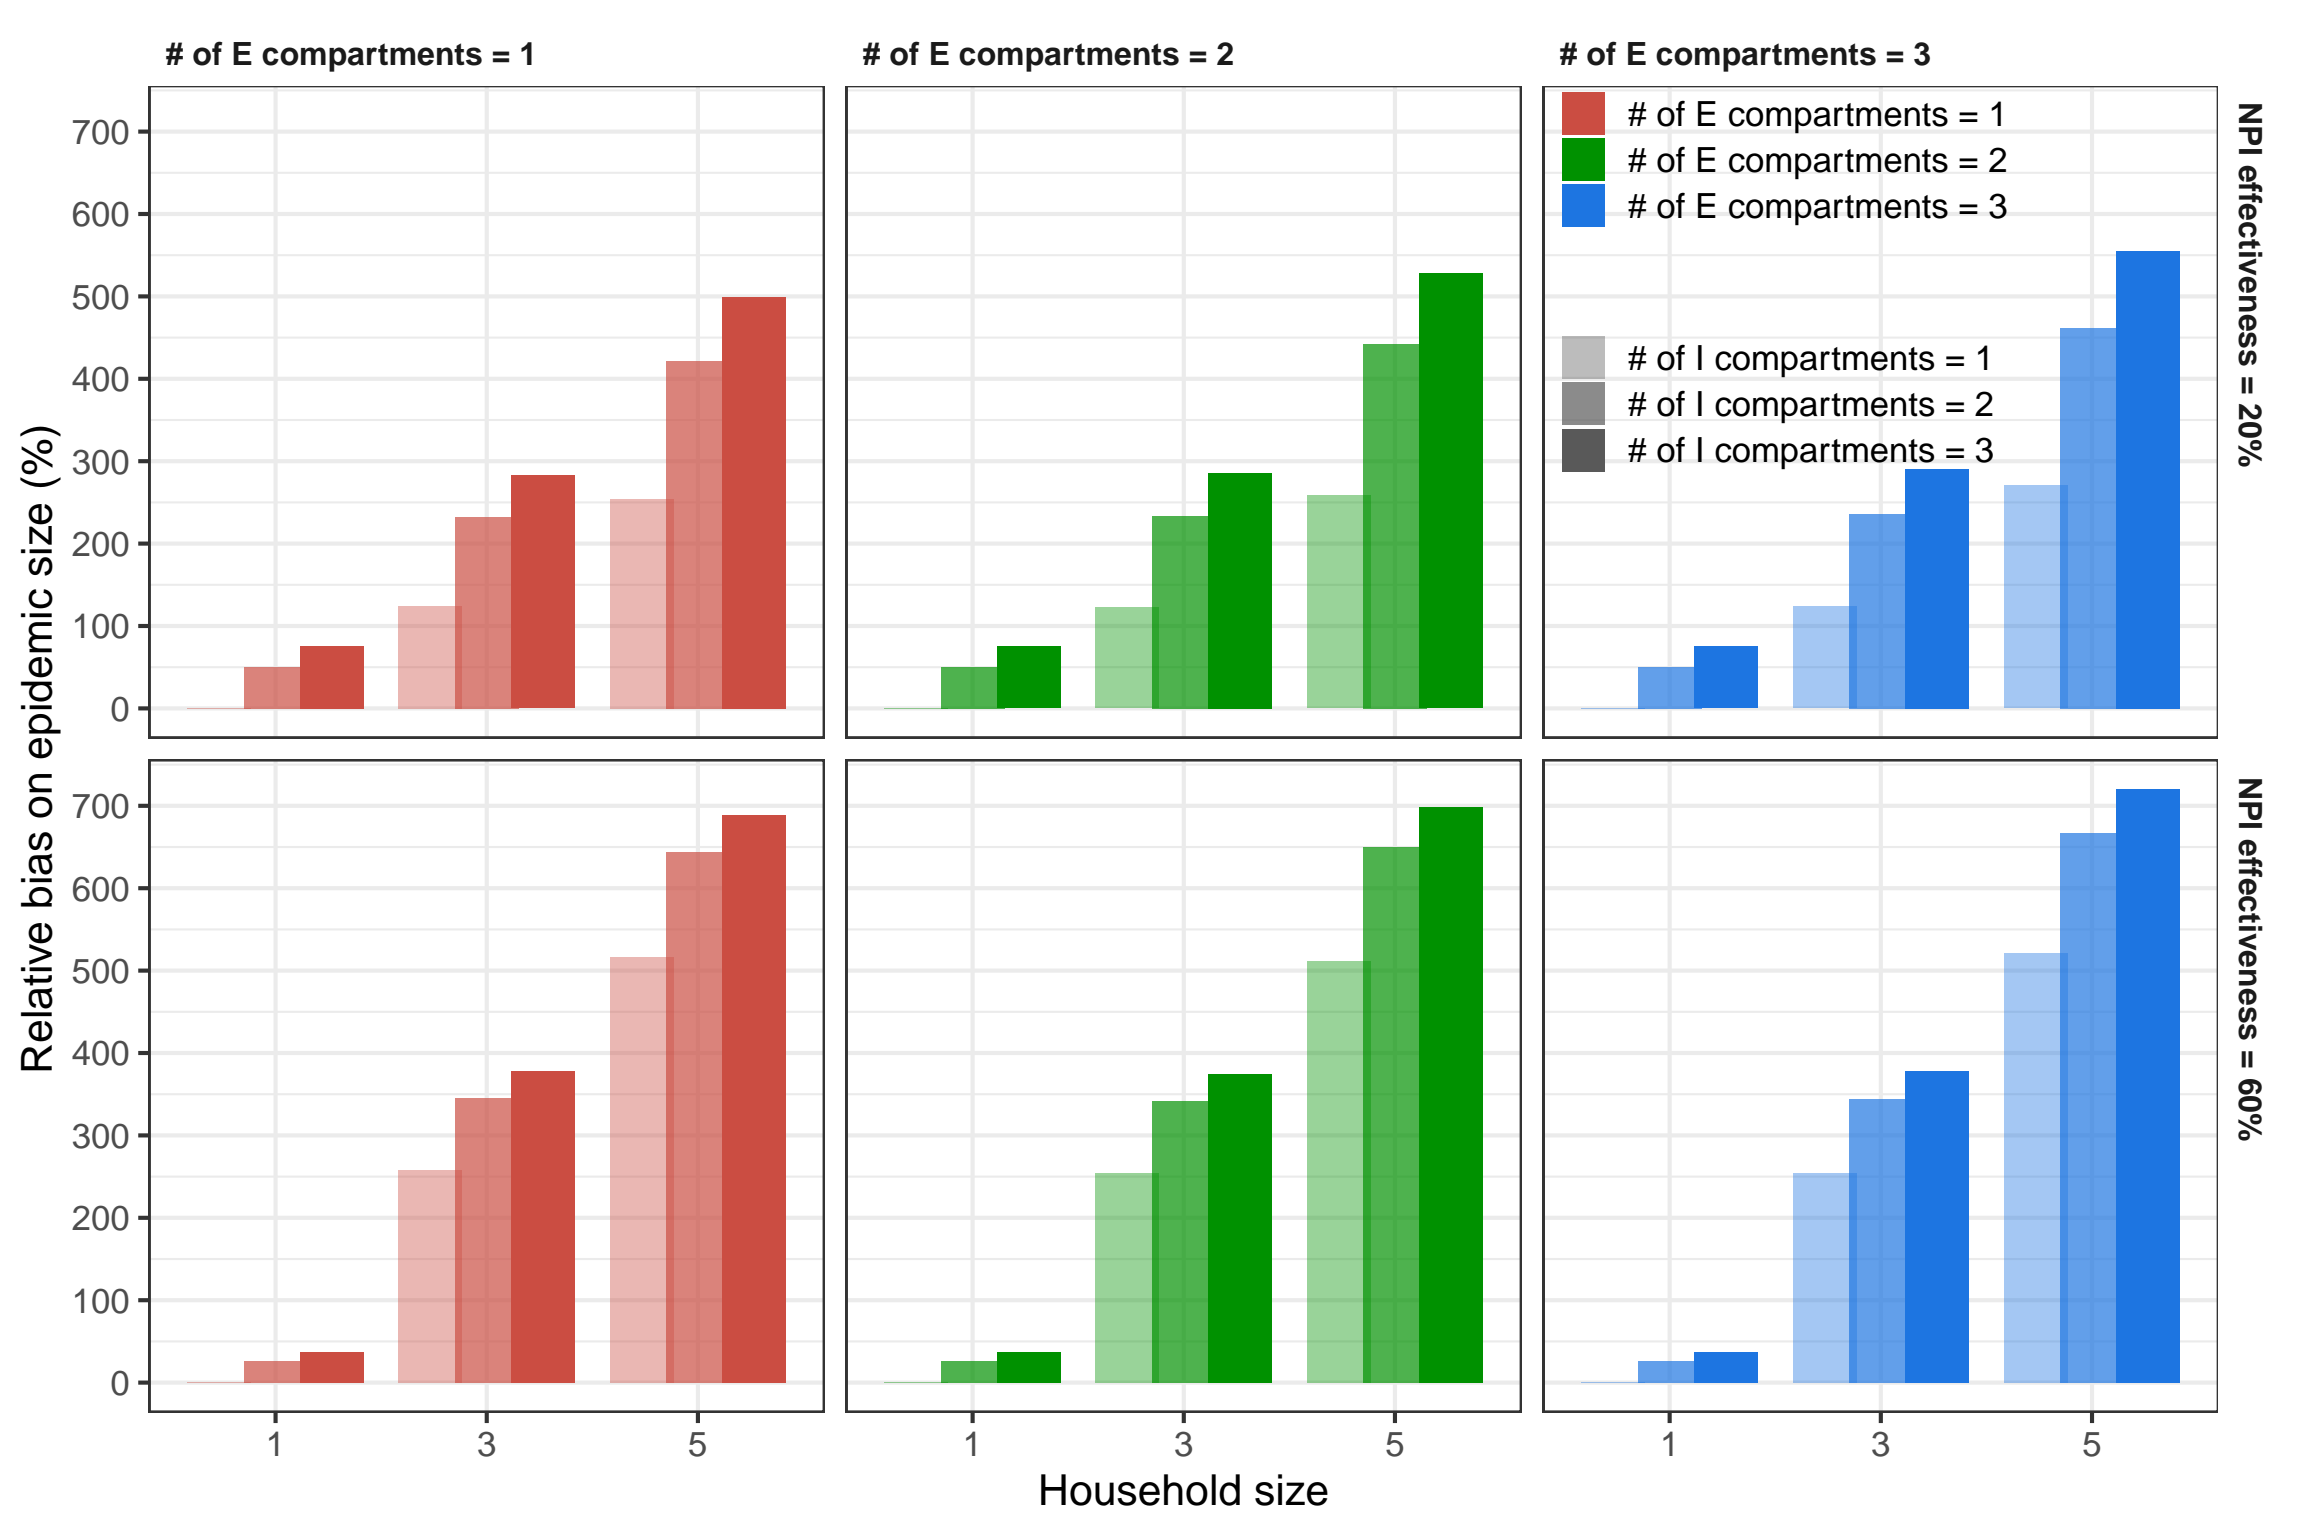 # of E compartments = 1
# of E compartments = 2
# of E compartments = 3
# of E compartments = 1
# of E compartments = 2
# of E compartments = 3
# of I compartments = 1
# of I compartments = 2
# of I compartments = 3
NPI effectiveness = 20%
700
600
500
400
300
200
100
0
Relative bias on epidemic size (%)
NPI effectiveness = 60%
700
600
500
400
300
200
100
0
1 3 5 1 3 5 1 3 5
Household size